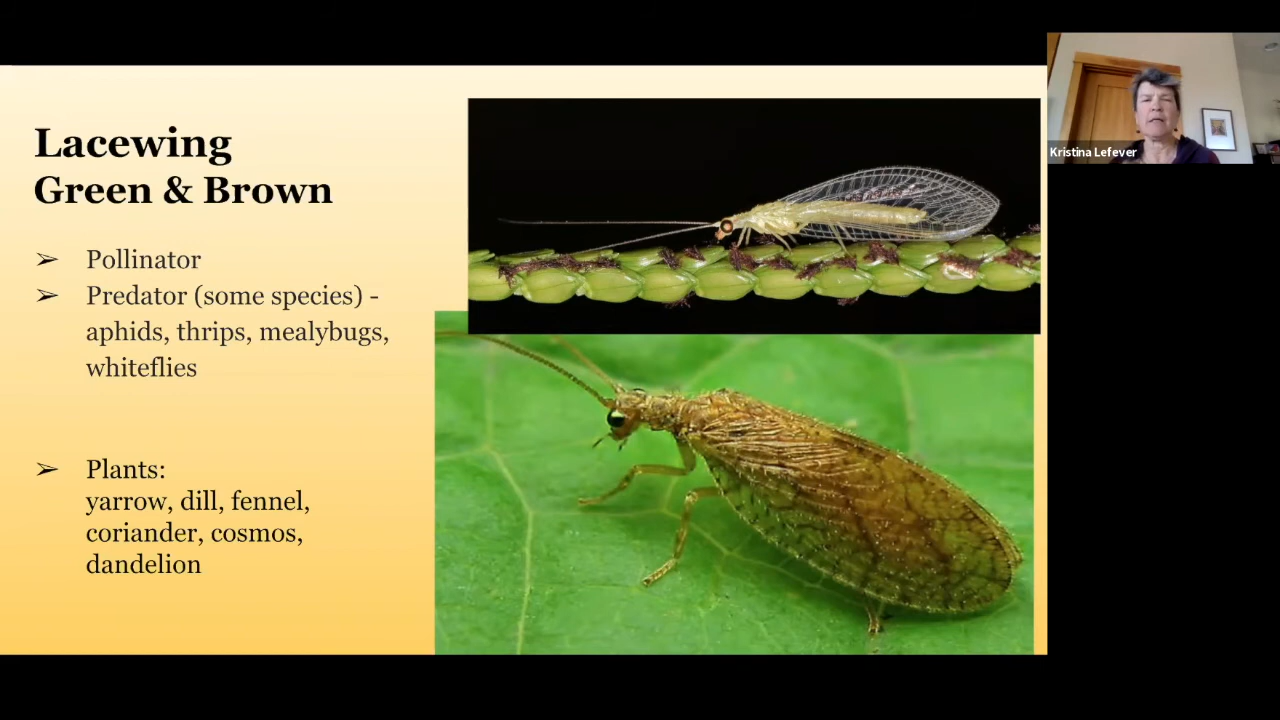 Lacewing
Green & Brown
➢ Pollinator
➢ Predator (some species) -
aphids, thrips, mealybugs,
whiteflies
➢ Plants:
yarrow, dill, fennel,
coriander, cosmos,
dandelion
Kristina Lefever